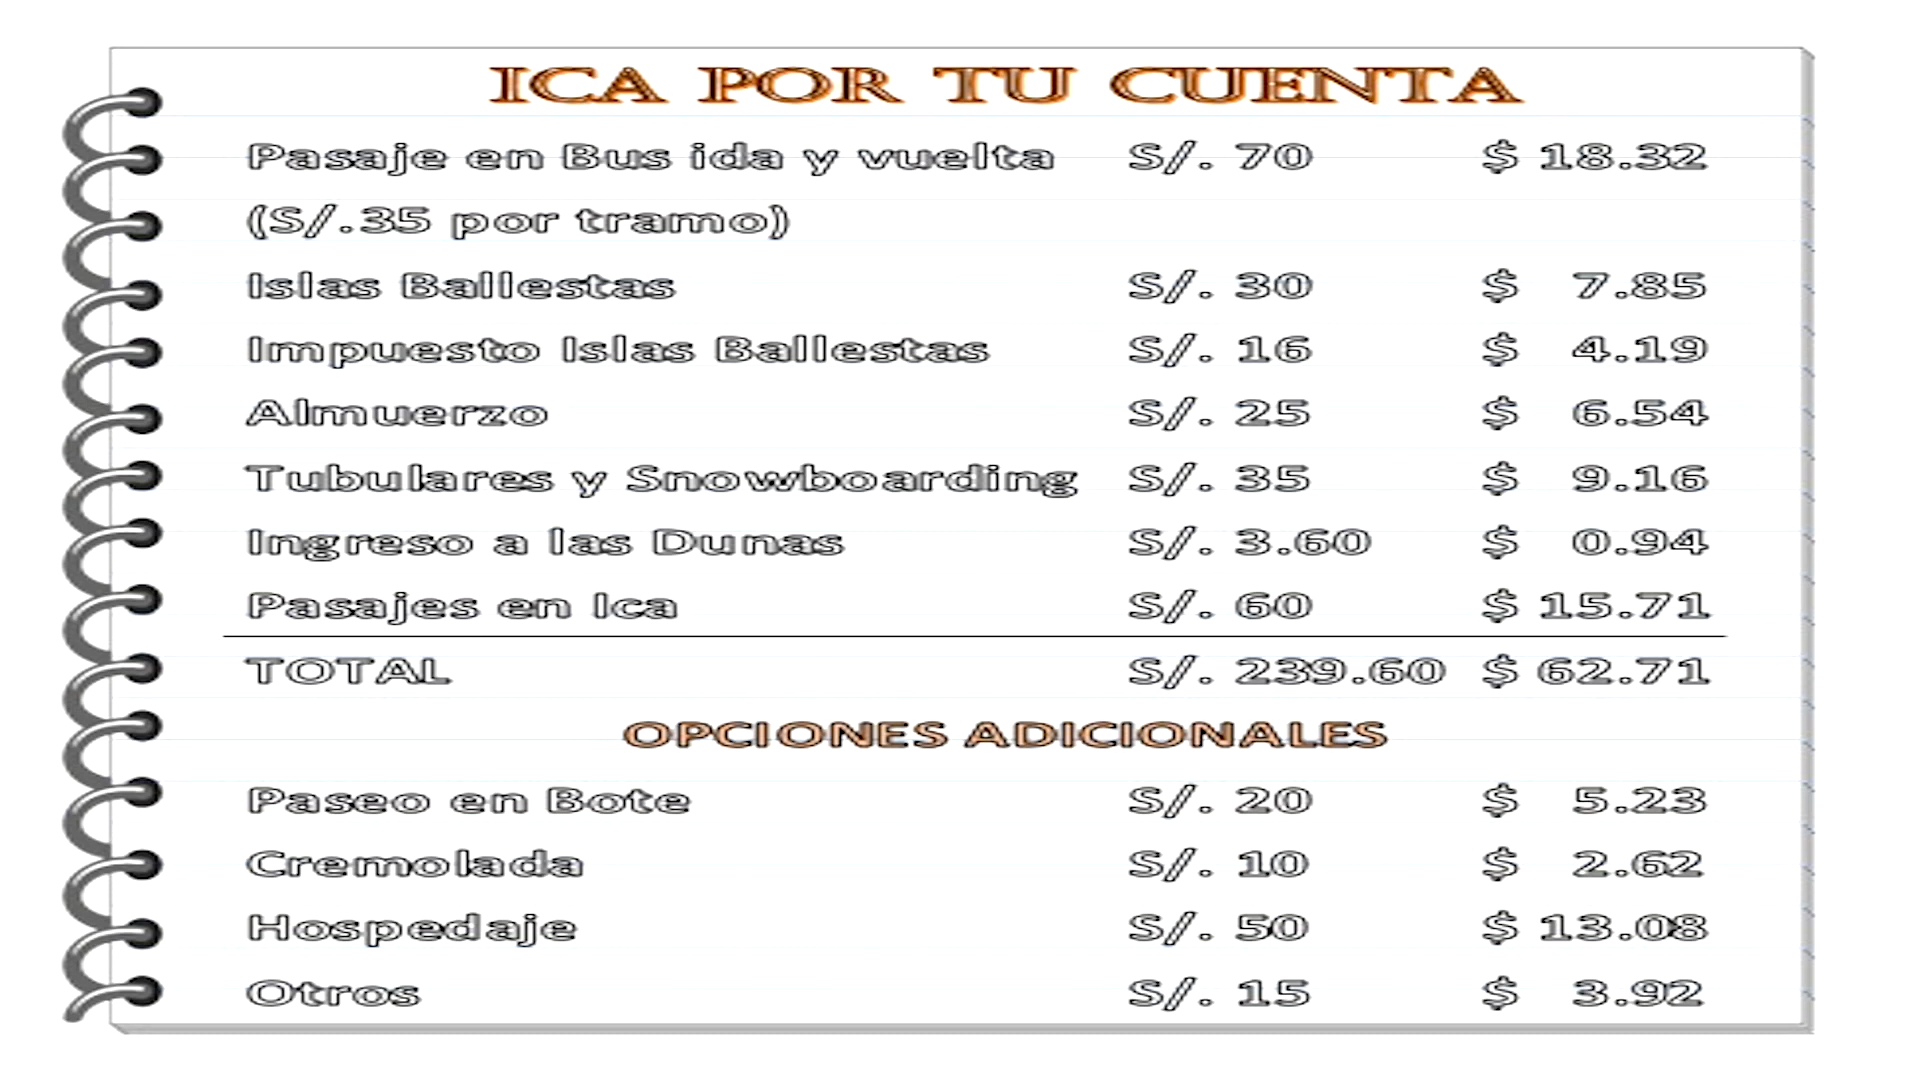 ICA POR TU CUENTA
Pasaje en Bus ida y vuelta S/. 70 $ 18.32
(S/.35 por tramo)
Islas Ballestas S/. 30 $ 7.85
Impuesto Islas Ballestas S/. 16 $ 4.19
Almuerzo S/. 25 $ 6.54
Tubulares y Snowboarding S/. 35 $ 9.16
Ingreso a las Dunas S/. 3.60 $ 0.94
Pasajes en Ica S/. 60 $ 15.71
TOTAL S/. 239.60 $ 62.71
OPCIONES ADICIONALES
Paseo en Bote S/. 20 $ 5.23
Cremolada S/. 10 $ 2.62
Hospedaje S/. 50 $ 13.08
Otros S/. 15 $ 3.92